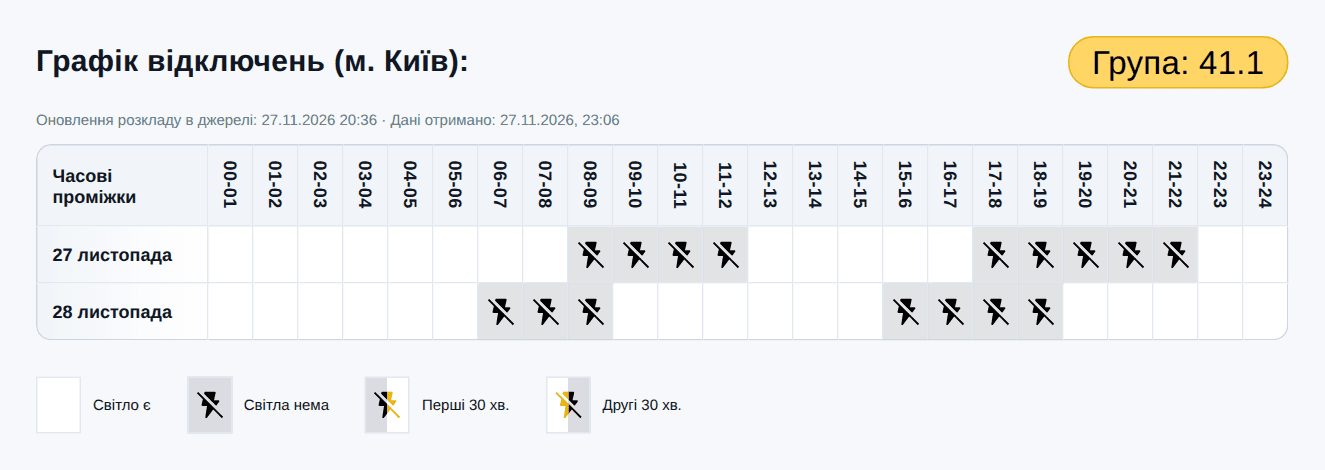 Графік відключень (м. Київ):
Група: 41.1
Оновлення розкладу в джерелі: 27.11.2026 20:36 · Дані отримано: 27.11.2026, 23:06
Часові
проміжки
00-01
01-02
02-03
03-04
04-05
05-06
06-07
07-08
08-09
09-10
10-11
11-12
12-13
13-14
14-15
15-16
16-17
17-18
18-19
19-20
20-21
21-22
22-23
23-24
27 листопада
28 листопада
Світло є
Світла нема
Перші 30 хв.
Другі 30 хв.